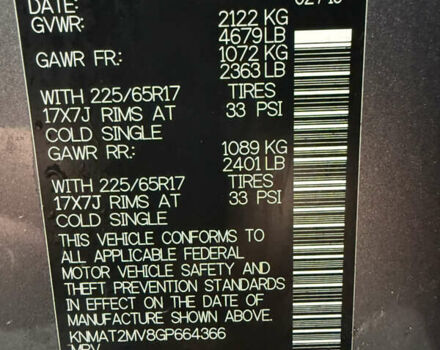 DATE:
GVWR: 2122 KG
4679 LB
GAWR FR: 1072 KG
2363 LB
WITH 225/65R17 TIRES
17X7J RIMS AT 33 PSI
COLD SINGLE
GAWR RR: 1089 KG
2401 LB
WITH 225/65R17 TIRES
17X7J RIMS AT 33 PSI
COLD SINGLE
THIS VEHICLE CONFORMS TO
ALL APPLICABLE FEDERAL
MOTOR VEHICLE SAFETY AND
THEFT PREVENTION STANDARDS
IN EFFECT ON THE DATE OF
MANUFACTURE SHOWN ABOVE.
KNMAT2MV8GP664366
MPV